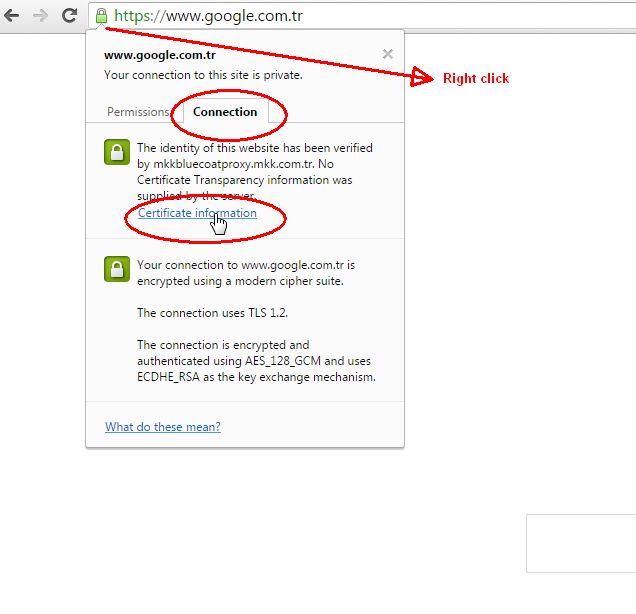 https://www.google.com.tr
www.google.com.tr
Your connection to this site is private.
Right click
Permissions
Connection
The identity of this website has been verified
by mkkbluecoatproxy.mkk.com.tr. No
Certificate Transparency information was
supplied by the server.
Certificate information
Your connection to www.google.com.tr is
encrypted using a modern cipher suite.
The connection uses TLS 1.2.
The connection is encrypted and
authenticated using AES_128_GCM and uses
ECDHE_RSA as the key exchange mechanism.
What do these mean?